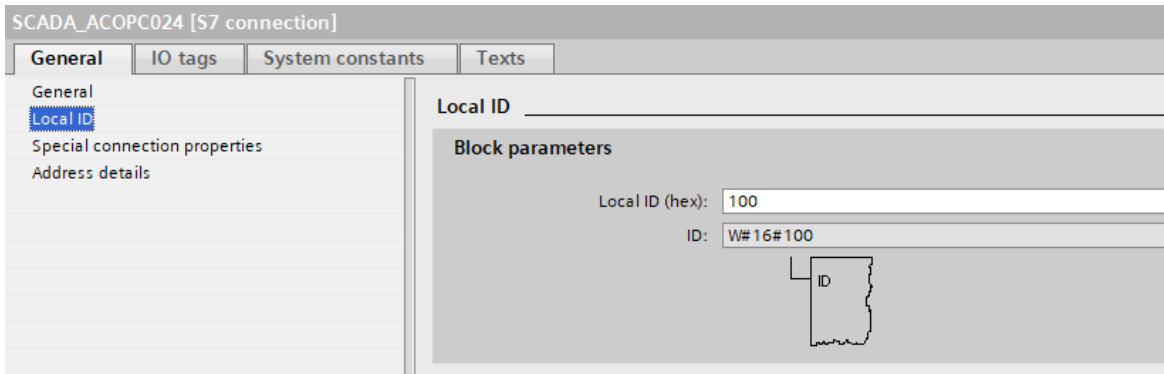 SCADA_ACOPC024 [S7 connection]
General IO tags System constants Texts
General
Local ID
Special connection properties
Address details
Local ID
Block parameters
Local ID (hex): 100
ID: W#16#100
ID